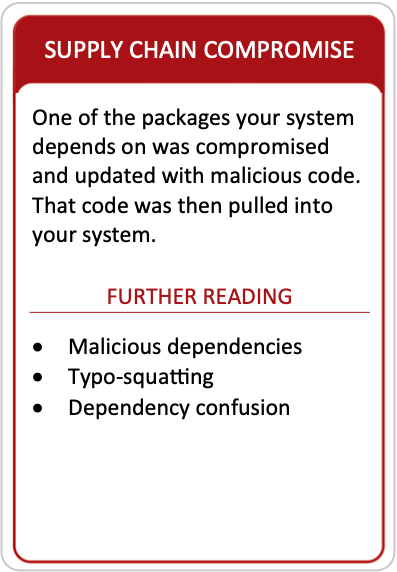 SUPPLY CHAIN COMPROMISE
One of the packages your system
depends on was compromised
and updated with malicious code.
That code was then pulled into
your system.
FURTHER READING
• Malicious dependencies
• Typo-squatting
• Dependency confusion